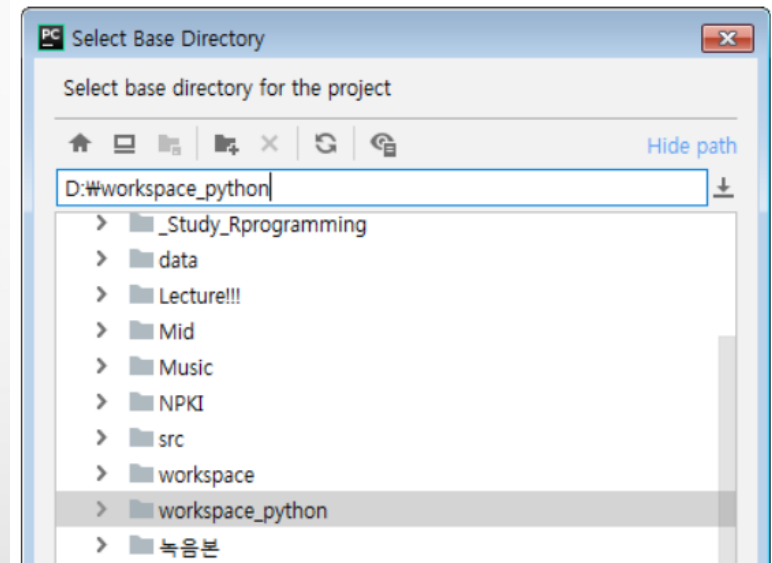 PC Select Base Directory
Select base directory for the project
Hide path
D:₩workspace_python
_Study_Rprogramming
data
Lecture!!!
Mid
Music
NPKI
src
workspace
workspace_python
녹음본